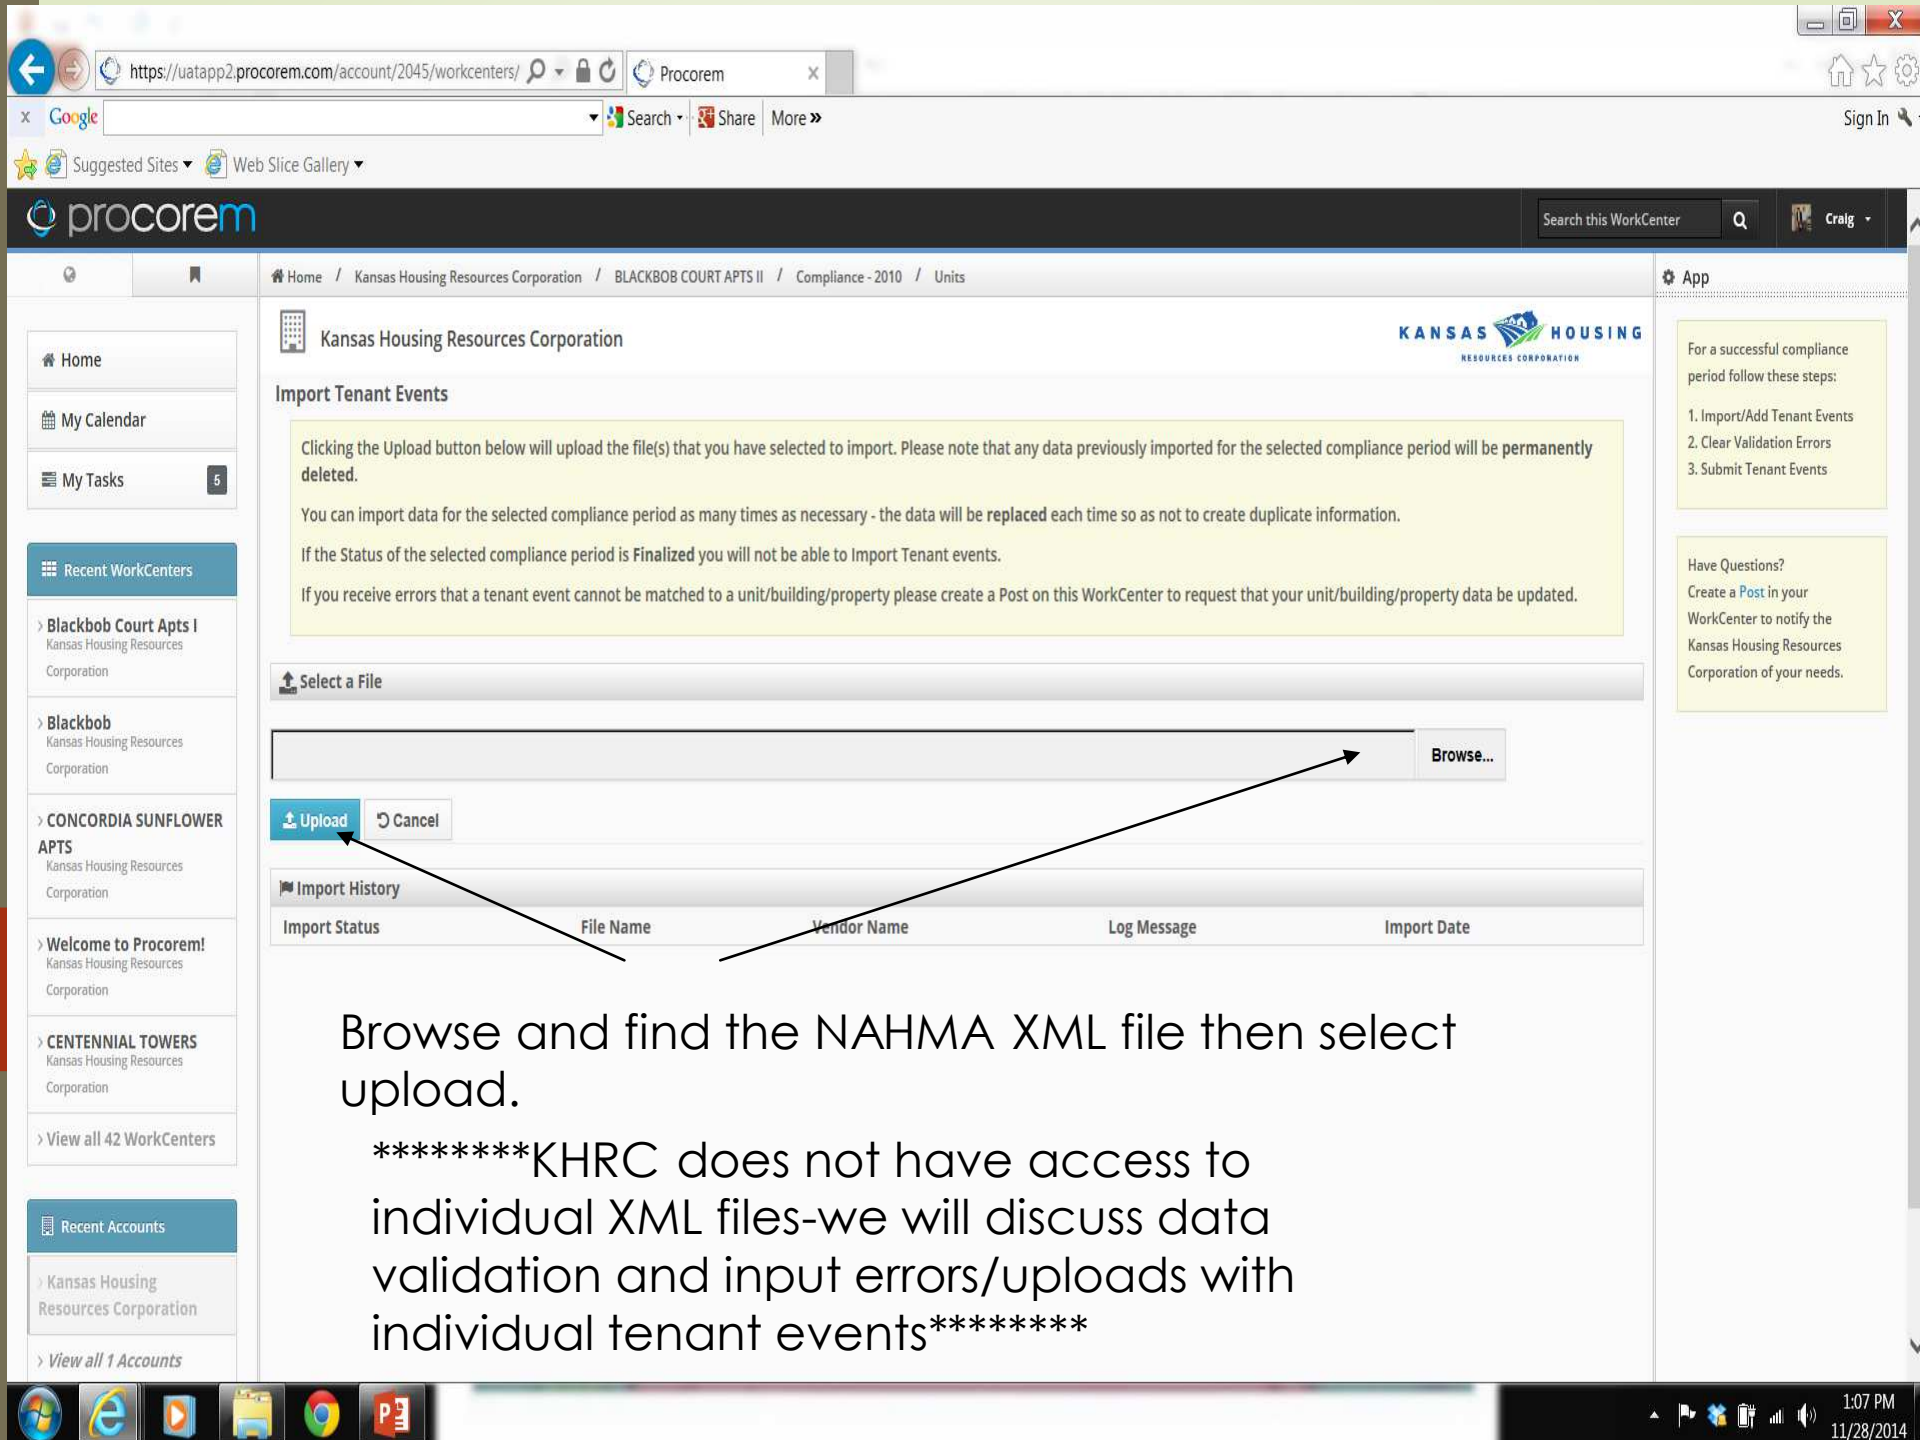 https://uatapp2.procorem.com/account/2045/workcenters/
Procorem
x Google
Search
Share
More »
Sign In
Suggested Sites
Web Slice Gallery
procorem
Search this WorkCenter
Craig
Home / Kansas Housing Resources Corporation / BLACKBOB COURT APTS II / Compliance - 2010 / Units
App
Home
My Calendar
My Tasks 5
Recent WorkCenters
Blackbob Court Apts I
Kansas Housing Resources
Corporation
Blackbob
Kansas Housing Resources
Corporation
CONCORDIA SUNFLOWER
APTS
Kansas Housing Resources
Corporation
Welcome to Procorem!
Kansas Housing Resources
Corporation
CENTENNIAL TOWERS
Kansas Housing Resources
Corporation
View all 42 WorkCenters
Recent Accounts
Kansas Housing
Resources Corporation
View all 1 Accounts
Kansas Housing Resources Corporation
KANSAS HOUSING
RESOURCES CORPORATION
Import Tenant Events
Clicking the Upload button below will upload the file(s) that you have selected to import. Please note that any data previously imported for the selected compliance period will be permanently
deleted.
You can import data for the selected compliance period as many times as necessary - the data will be replaced each time so as not to create duplicate information.
If the Status of the selected compliance period is Finalized you will not be able to Import Tenant events.
If you receive errors that a tenant event cannot be matched to a unit/building/property please create a Post on this WorkCenter to request that your unit/building/property data be updated.
Select a File
Browse...
Upload
Cancel
Import History
Import Status File Name Vendor Name Log Message Import Date
Browse and find the NAHMA XML file then select
upload.
********KHRC does not have access to
individual XML files-we will discuss data
validation and input errors/uploads with
individual tenant events********
For a successful compliance
period follow these steps:
1. Import/Add Tenant Events
2. Clear Validation Errors
3. Submit Tenant Events
Have Questions?
Create a Post in your
WorkCenter to notify the
Kansas Housing Resources
Corporation of your needs.
1:07 PM
11/28/2014